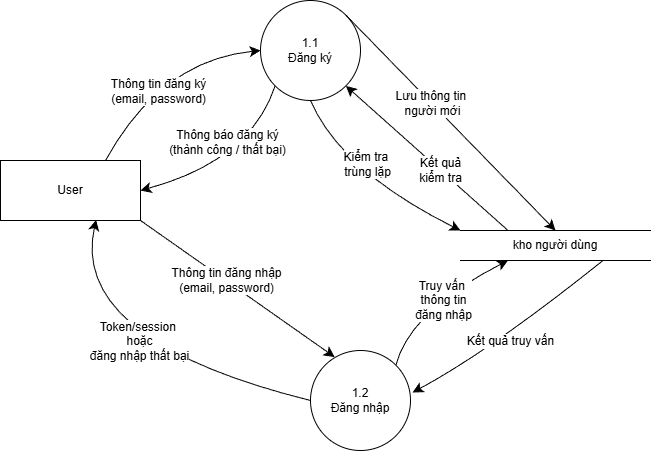 1.1
Đăng ký
Thông tin đăng ký
(email, password)
Lưu thông tin
người mới
Thông báo đăng ký
(thành công / thất bại)
Kiểm tra
trùng lặp
Kết quả
kiểm tra
User
kho người dùng
Thông tin đăng nhập
(email, password)
Truy vấn
thông tin
đăng nhập
Token/session
hoặc
đăng nhập thất bại
Kết quả truy vấn
1.2
Đăng nhập